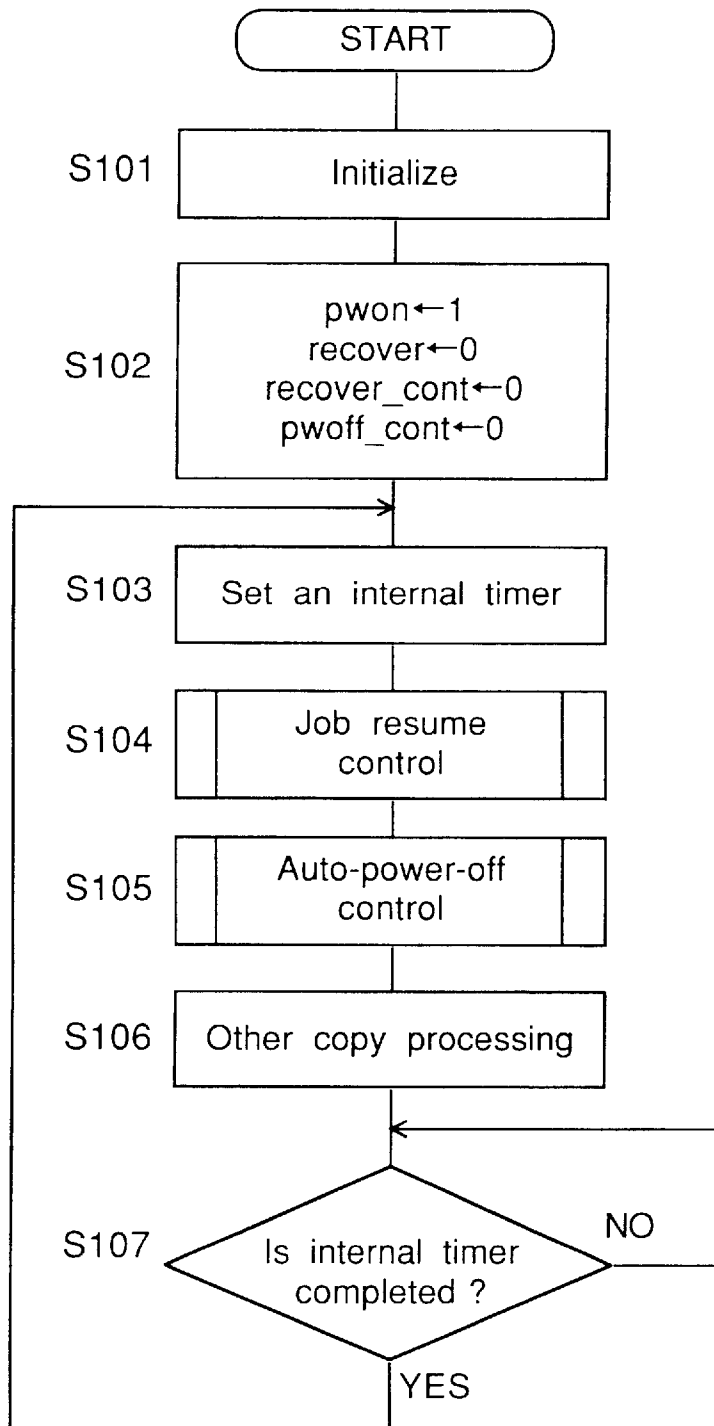 START
S101
Initialize
S102
pwon←1
recover←0
recover_cont←0
pwoff_cont←0
S103
Set an internal timer
S104
Job resume
control
S105
Auto-power-off
control
S106
Other copy processing
S107
Is internal timer
completed ?
NO
YES